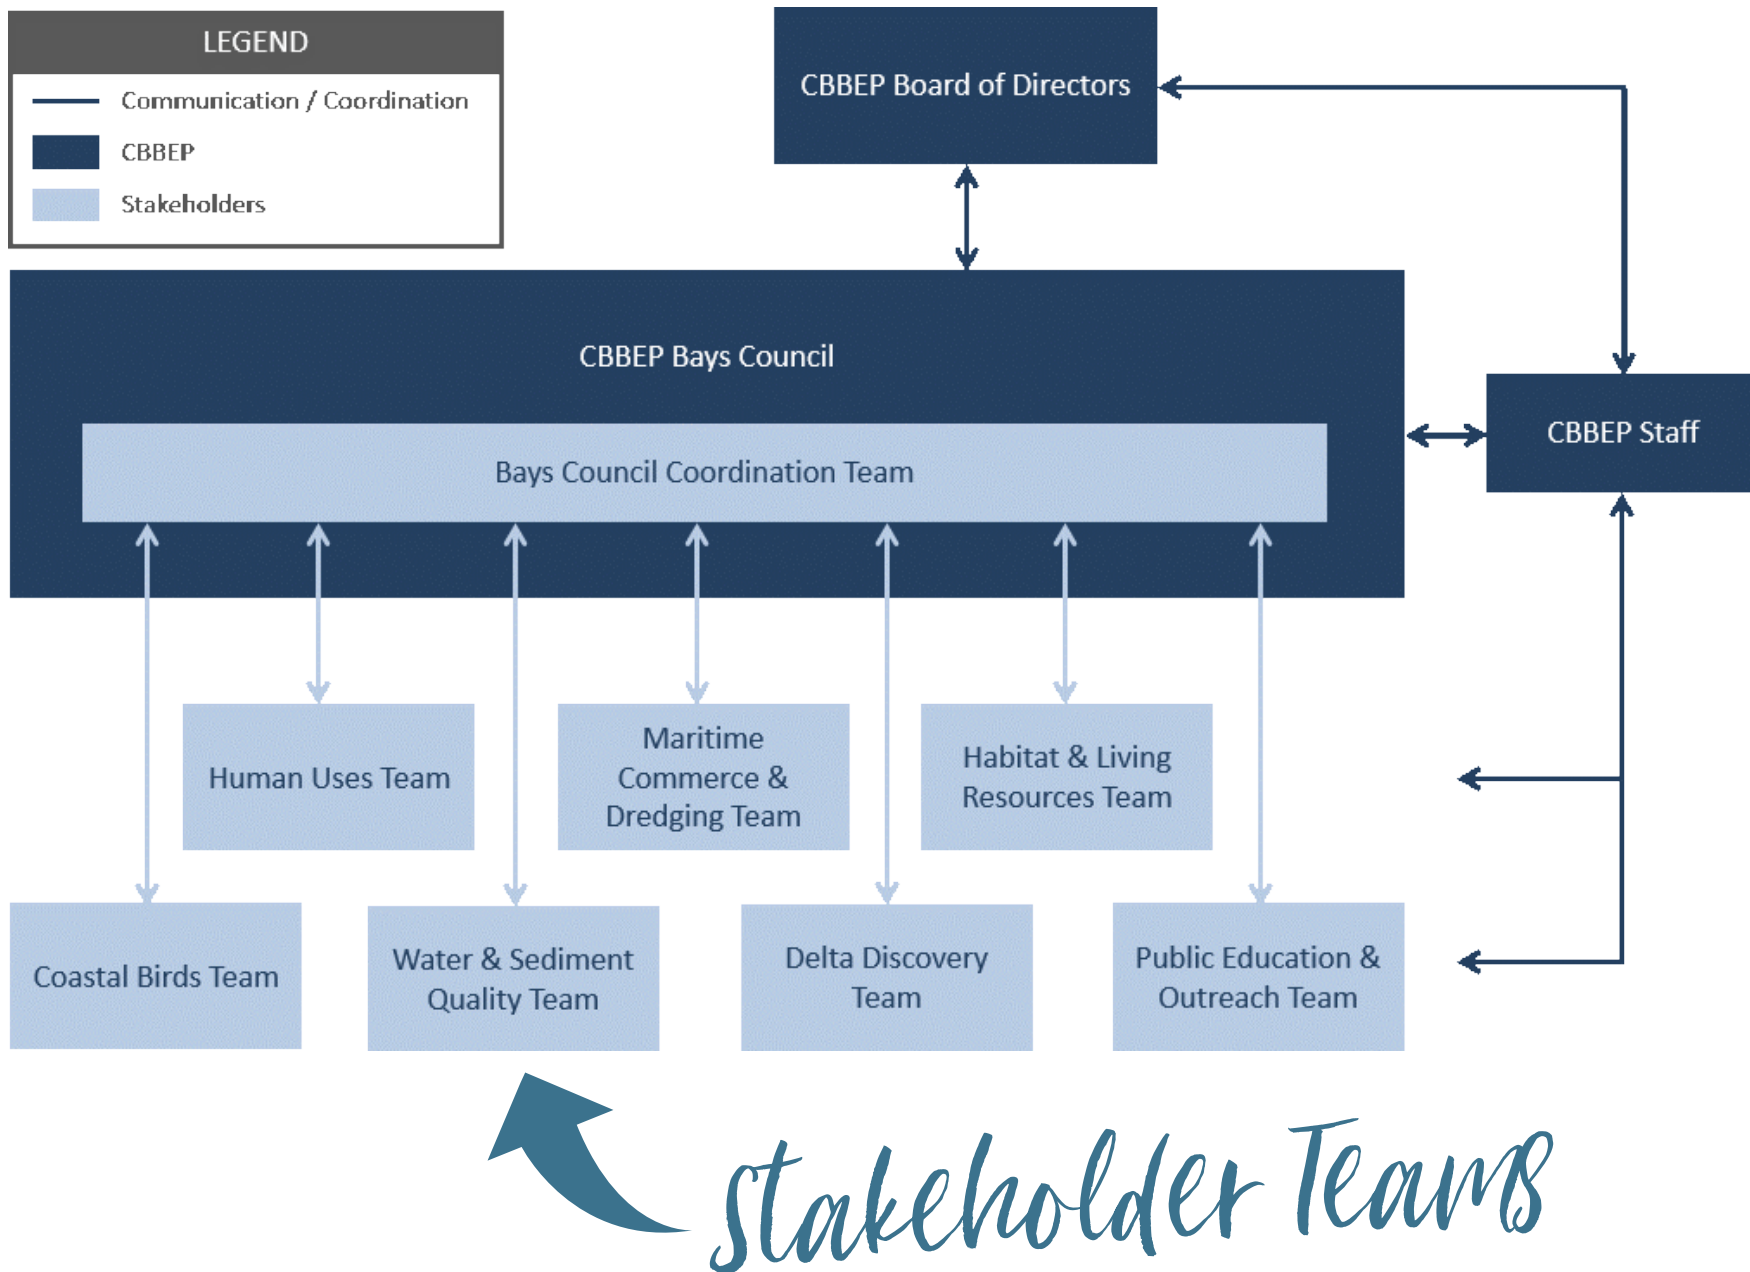 LEGEND
Communication / Coordination
CBBEP
Stakeholders
CBBEP Board of Directors
CBBEP Bays Council
CBBEP Staff
Bays Council Coordination Team
Human Uses Team
Maritime
Commerce &
Dredging Team
Habitat & Living
Resources Team
Coastal Birds Team
Water & Sediment
Quality Team
Delta Discovery
Team
Public Education &
Outreach Team
Stakeholder Teams